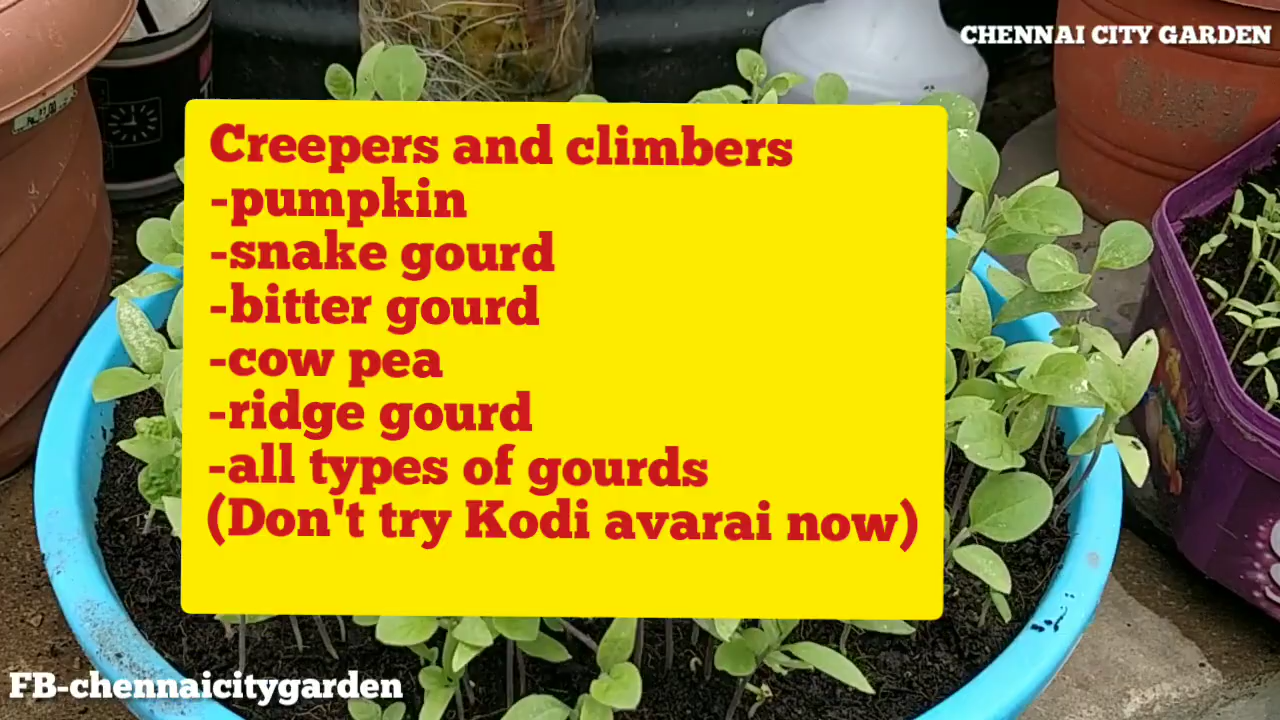 CHENNAI CITY GARDEN
Creepers and climbers
-pumpkin
-snake gourd
-bitter gourd
-cow pea
-ridge gourd
-all types of gourds
(Don't try Kodi avarai now)
FB-chennaicitygarden